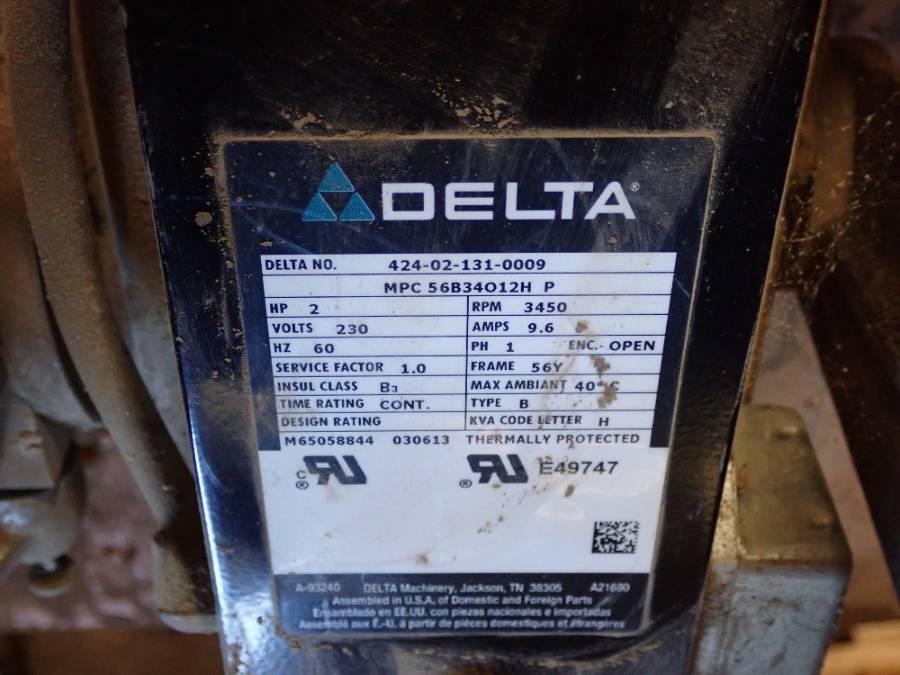 DELTA®
DELTA NO. 424-02-131-0009
MPC 56B34O12H P
HP 2 RPM 3450
VOLTS 230 AMPS 9.6
HZ 60 PH 1 ENC.- OPEN
SERVICE FACTOR 1.0 FRAME 56Y
INSUL CLASS B3 MAX AMBIANT 40°C
TIME RATING CONT. TYPE B
DESIGN RATING KVA CODE LETTER H
M65058844 030613 THERMALLY PROTECTED
c RU ® RU ® E49747
A-93240 DELTA Machinery, Jackson, TN 38305 A21690
Assembled in U.S.A. of Domestic and Foreign Parts
Ensamblado en EE.UU. con piezas nacionales e importadas
Assemblé aux É.-U. à partir de pièces domestiques et étrangères